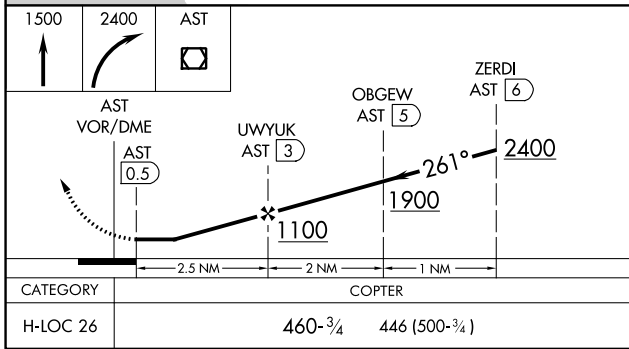 1500 2400 AST
AST
VOR/DME
AST
0.5
UWYUK
AST 3
OBGEW
AST 5
ZERDI
AST 6
261°
2400
1900
1100
2.5 NM 2 NM 1 NM
CATEGORY COPTER
H-LOC 26 460-¾ 446 (500-¾)